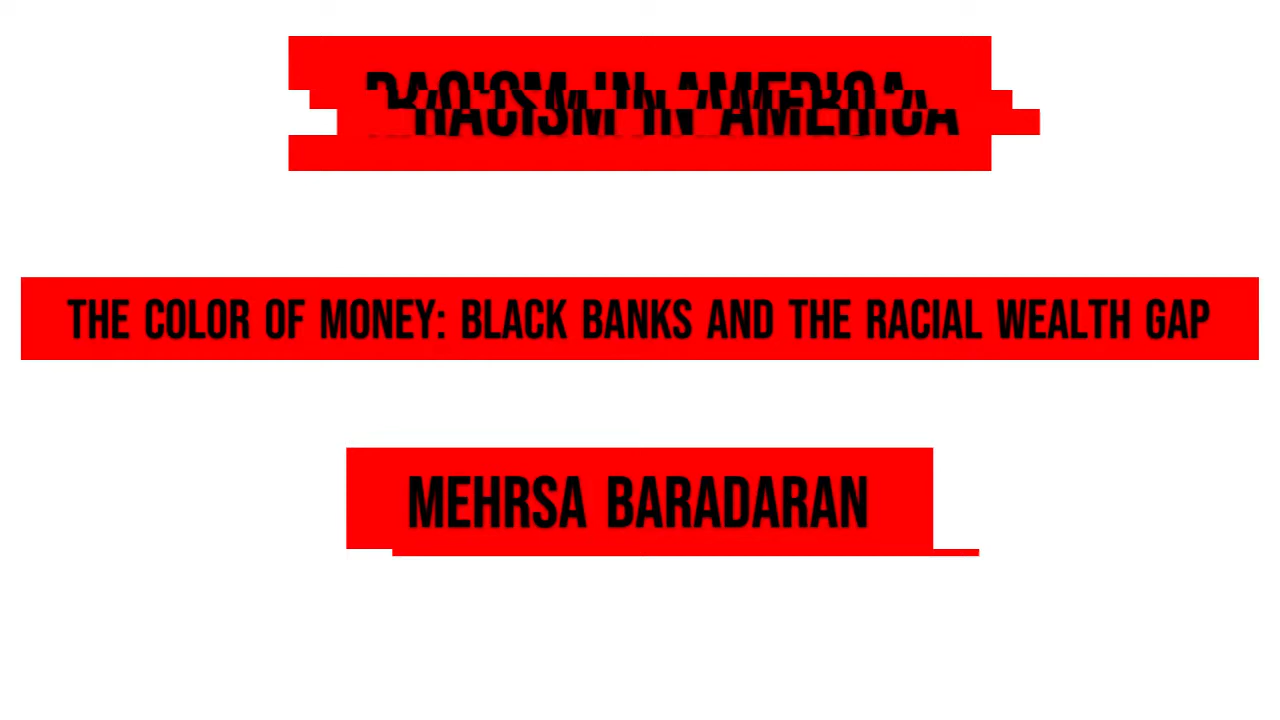 RACISM IN AMERICA
THE COLOR OF MONEY: BLACK BANKS AND THE RACIAL WEALTH GAP
MEHRSA BARADARAN